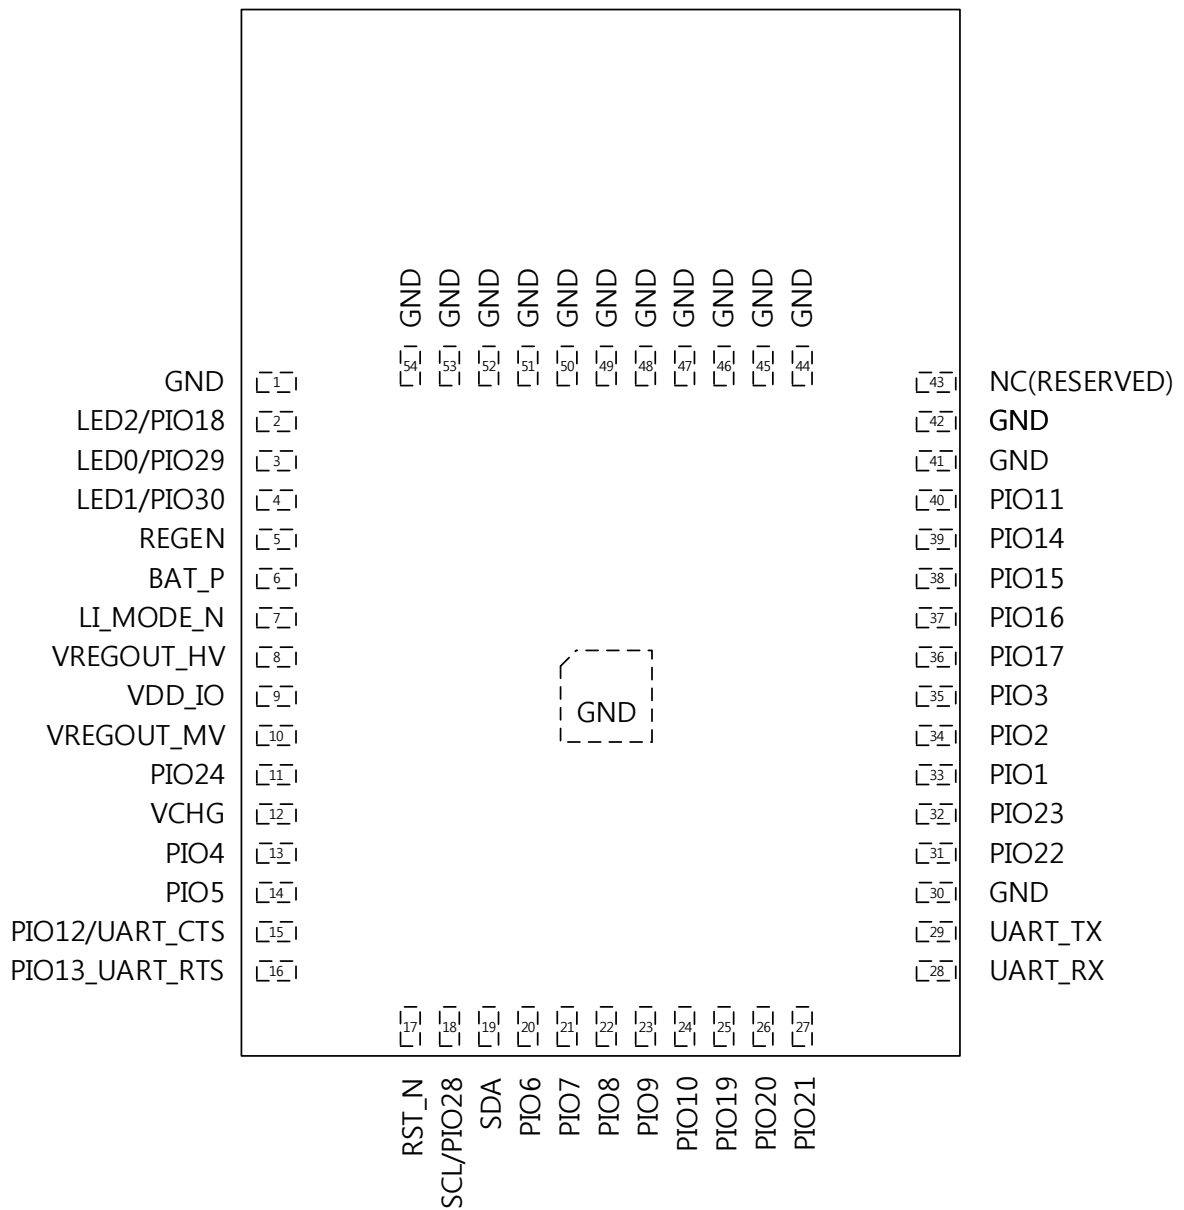 GND GND GND GND GND GND GND GND GND GND
54 53 52 51 50 49 48 47 46 45 44
GND 1 43 NC(RESERVED)
LED2/PIO18 2 42 GND
LED0/PIO29 3 41 GND
LED1/PIO30 4 40 PIO11
REGEN 5 39 PIO14
BAT_P 6 38 PIO15
LI_MODE_N 7 37 PIO16
VREGOUT_HV 8 36 PIO17
VDD_IO 9 35 PIO3
GND
VREGOUT_MV 10 34 PIO2
PIO24 11 33 PIO1
VCHG 12 32 PIO23
PIO4 13 31 PIO22
PIO5 14 30 GND
PIO12/UART_CTS 15 29 UART_TX
PIO13_UART_RTS 16 28 UART_RX
17 18 19 20 21 22 23 24 25 26 27
RST_N SCL/PIO28 SDA PIO6 PIO7 PIO8 PIO9 PIO10 PIO19 PIO20 PIO21